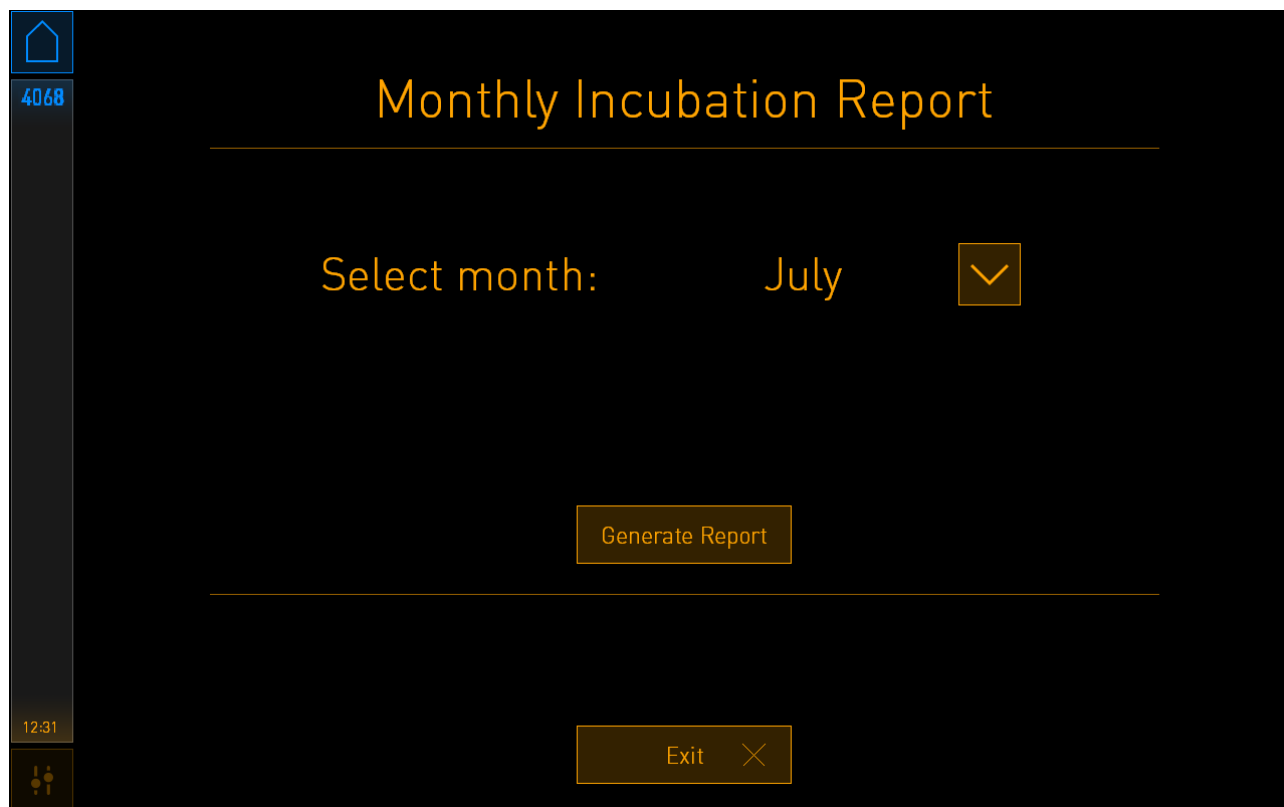 4068
Monthly Incubation Report
Select month: July
Generate Report
12:31
Exit